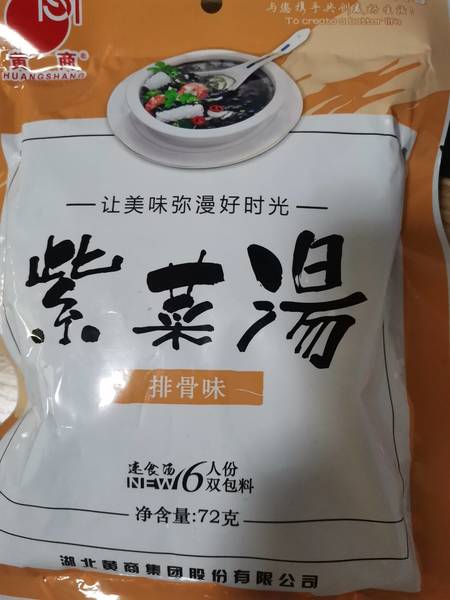 与您携手共创美好生活!
To create a better life
黄商®
HUANGSHANG
让美味弥漫好时光
紫菜汤
排骨味
速食汤 6人份
NEW 双包料
净含量:72克
湖北黄商集团股份有限公司